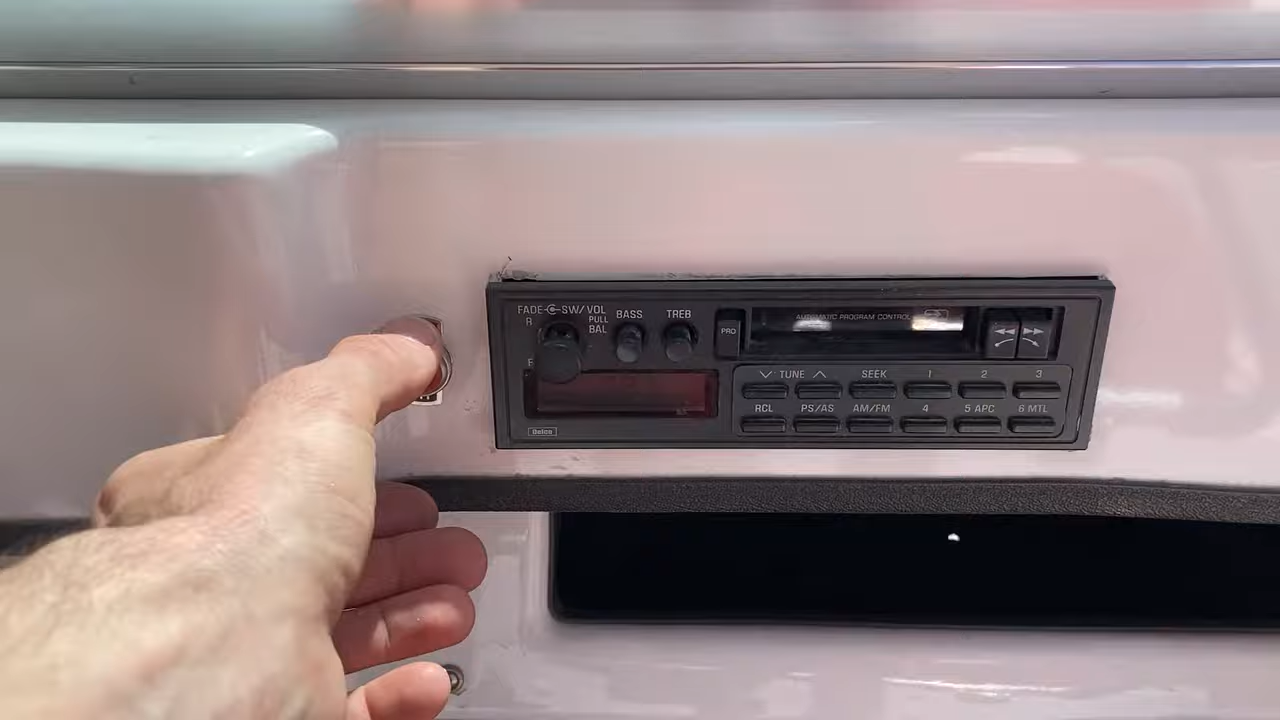 FADE SW/VOL BASS TREB
R PULL
BAL
PRO
AUTOMATIC PROGRAM CONTROL
F
TUNE SEEK 1 2 3
RCL PS/AS AM/FM 4 5 APC 6 MTL
Delco